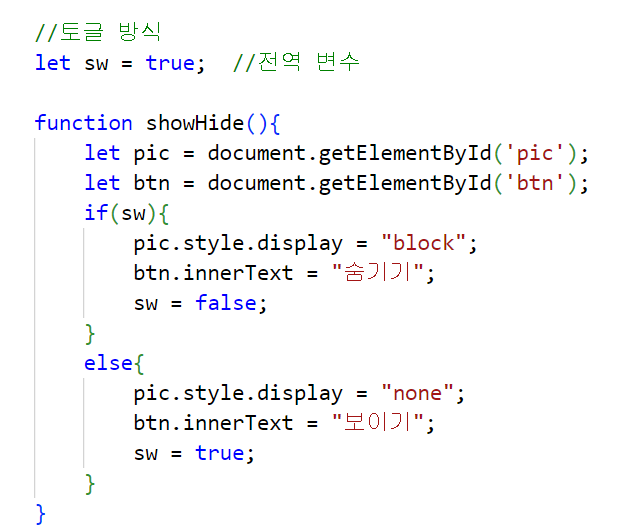 //토글 방식
let sw = true;  //전역 변수
function showHide(){
    let pic = document.getElementById('pic');
    let btn = document.getElementById('btn');
    if(sw){
        pic.style.display = "block";
        btn.innerText = "숨기기";
        sw = false;
    }
    else{
        pic.style.display = "none";
        btn.innerText = "보이기";
        sw = true;
    }
}